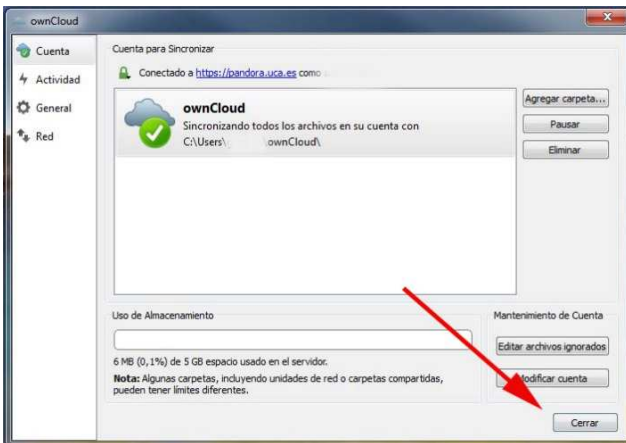 ownCloud
Cuenta
Actividad
General
Red
Cuenta para Sincronizar
Conectado a https://pandora.uca.es como
ownCloud
Sincronizando todos los archivos en su cuenta con
C:\Users\ ownCloud\
Agregar carpeta...
Pausar
Eliminar
Uso de Almacenamiento
6 MB (0,1%) de 5 GB espacio usado en el servidor.
Nota: Algunas carpetas, incluyendo unidades de red o carpetas compartidas,
pueden tener límites diferentes.
Mantenimiento de Cuenta
Editar archivos ignorados
Modificar cuenta
Cerrar